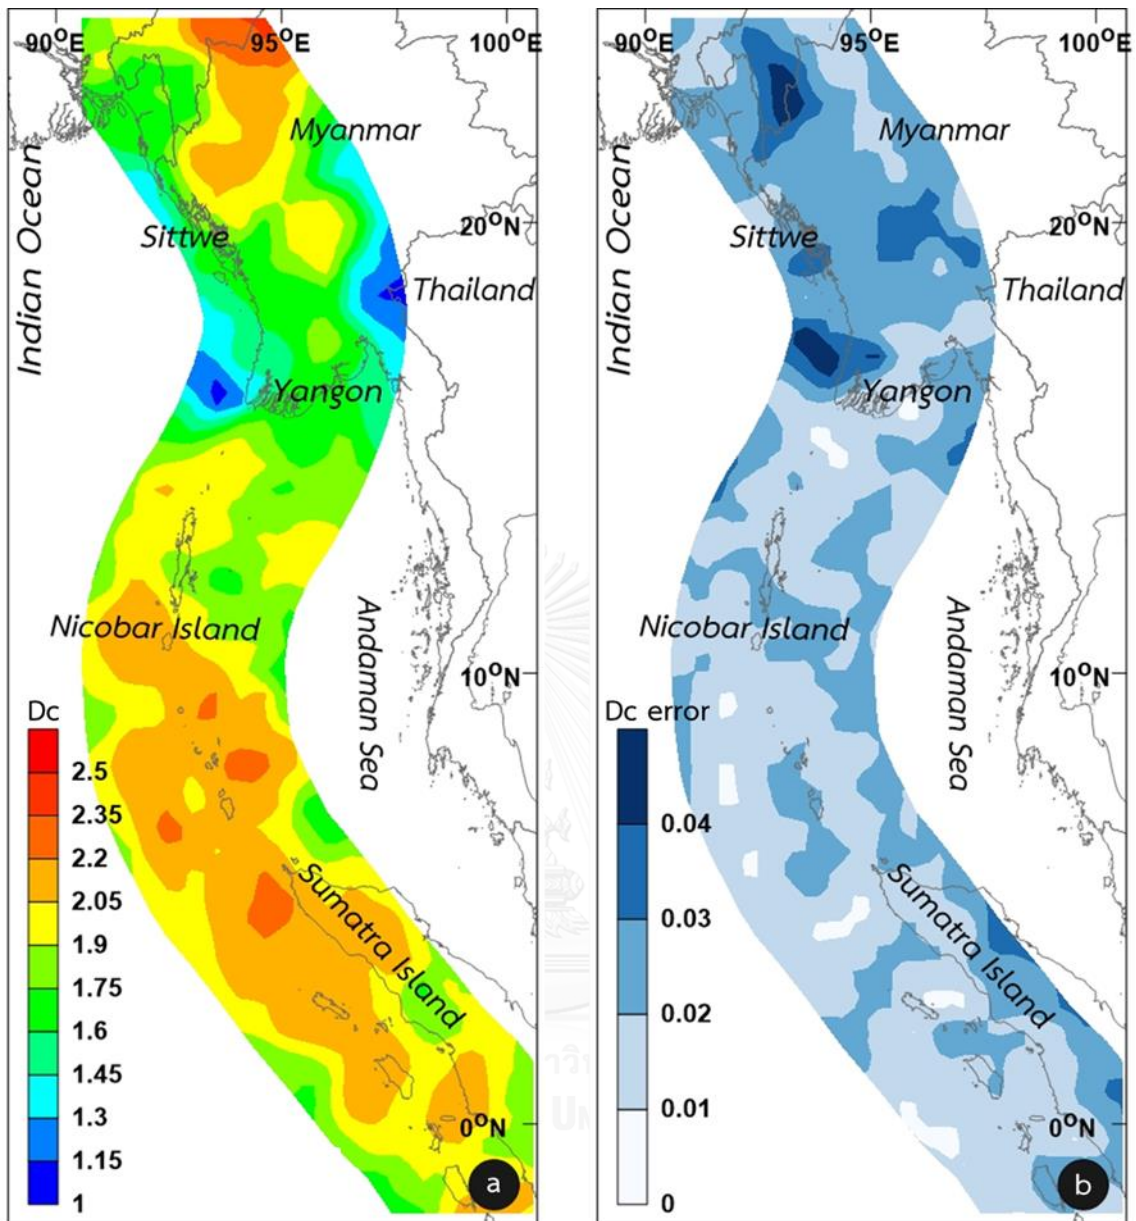 90°E
95°E
100°E
Myanmar
Indian Ocean
Sittwe
20°N
Thailand
Yangon
Nicobar Island
Andaman Sea
10°N
Dc
2.5
2.35
2.2
2.05
1.9
1.75
1.6
1.45
1.3
1.15
1
Sumatra Island
0°N
a
90°E
95°E
100°E
Myanmar
Indian Ocean
Sittwe
20°N
Thailand
Yangon
Nicobar Island
Andaman Sea
10°N
Dc error
0.04
0.03
0.02
0.01
0
Sumatra Island
0°N
b